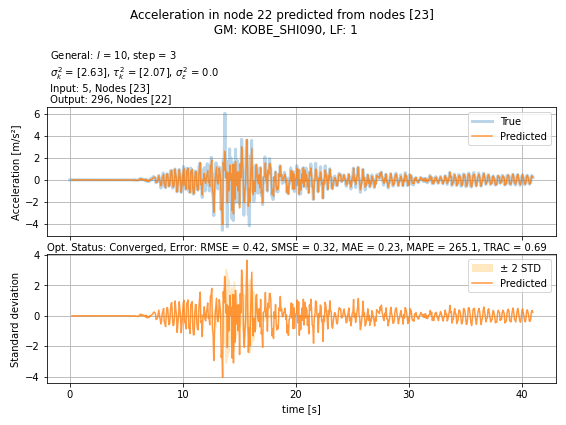 Acceleration in node 22 predicted from nodes [23]
GM: KOBE_SHI090, LF: 1
General: l = 10, step = 3
σ²ₖ = [2.63], τ²ₖ = [2.07], σ²ε = 0.0
Input: 5, Nodes [23]
Output: 296, Nodes [22]
6
4
2
0
−2
−4
Acceleration [m/s²]
True
Predicted
Opt. Status: Converged, Error: RMSE = 0.42, SMSE = 0.32, MAE = 0.23, MAPE = 265.1, TRAC = 0.69
4
2
0
−2
−4
Standard deviation
± 2 STD
Predicted
0
10
20
30
40
time [s]